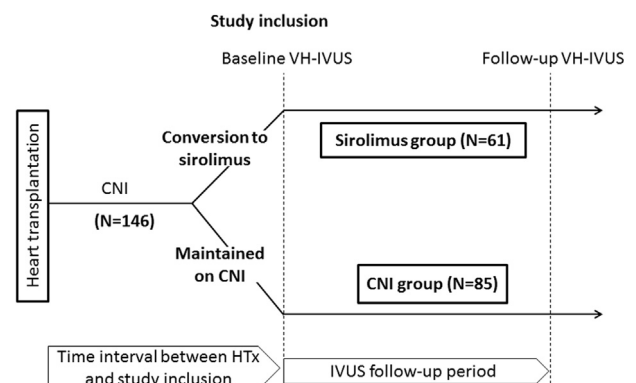 Study inclusion
Baseline VH-IVUS
Follow-up VH-IVUS
Heart transplantation
CNI
(N=146)
Conversion to
sirolimus
Sirolimus group (N=61)
Maintained
on CNI
CNI group (N=85)
Time interval between HTx
and study inclusion
IVUS follow-up period